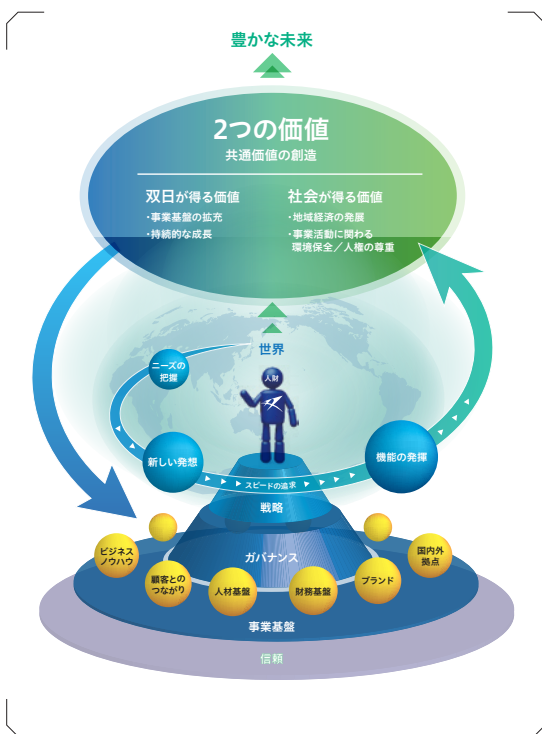 豊かな未来
2つの価値
共通価値の創造
双日が得る価値
・事業基盤の拡充
・持続的な成長
社会が得る価値
・地域経済の発展
・事業活動に関わる
環境保全／人権の尊重
世界
ニーズの
把握
人財
新しい発想
機能の発揮
スピードの追求
戦略
ガバナンス
ビジネス
ノウハウ
顧客との
つながり
人材基盤
財務基盤
ブランド
国内外
拠点
事業基盤
信頼